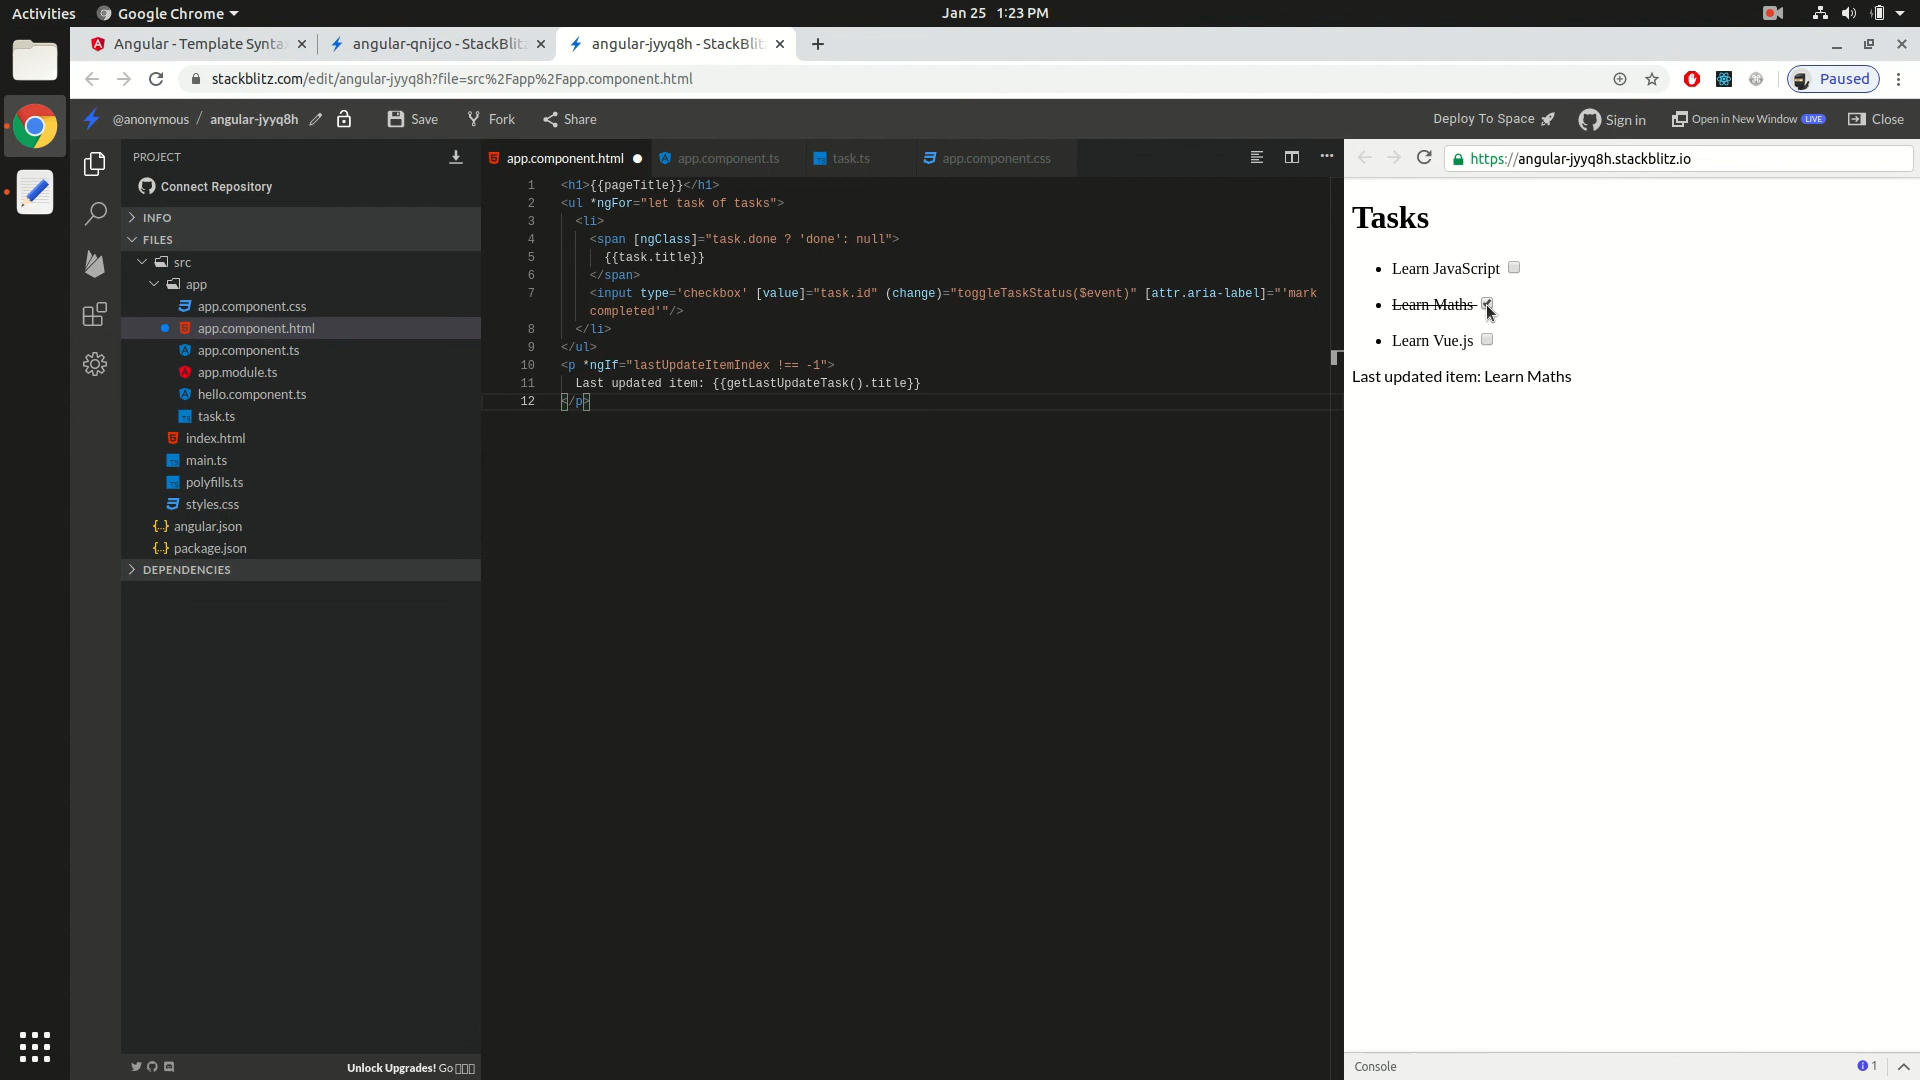 Activities Google Chrome Jan 25 1:23 PM
Angular - Template Synta angular-qnijco - StackBlit angular-jyyq8h - StackBlit
stackblitz.com/edit/angular-jyyq8h?file=src%2Fapp%2Fapp.component.html Paused
@anonymous / angular-jyyq8h Save Fork Share Deploy To Space Sign in Open in New Window LIVE Close
PROJECT
Connect Repository
INFO
FILES
src
app
app.component.css
app.component.html
app.component.ts
app.module.ts
hello.component.ts
task.ts
index.html
main.ts
polyfills.ts
styles.css
{..} angular.json
{..} package.json
DEPENDENCIES
Unlock Upgrades! Go
app.component.html app.component.ts task.ts app.component.css
1 <h1>{{pageTitle}}</h1>
2 <ul *ngFor="let task of tasks">
3 <li>
4 <span [ngClass]="task.done ? 'done': null">
5 {{task.title}}
6 </span>
7 <input type='checkbox' [value]="task.id" (change)="toggleTaskStatus($event)" [attr.aria-label]="'mark
completed'"/>
8 </li>
9 </ul>
10 <p *ngIf="lastUpdateItemIndex !== -1">
11 Last updated item: {{getLastUpdateTask().title}}
12 </p>
https://angular-jyyq8h.stackblitz.io
Tasks
Learn JavaScript
Learn Maths
Learn Vue.js
Last updated item: Learn Maths
Console 1